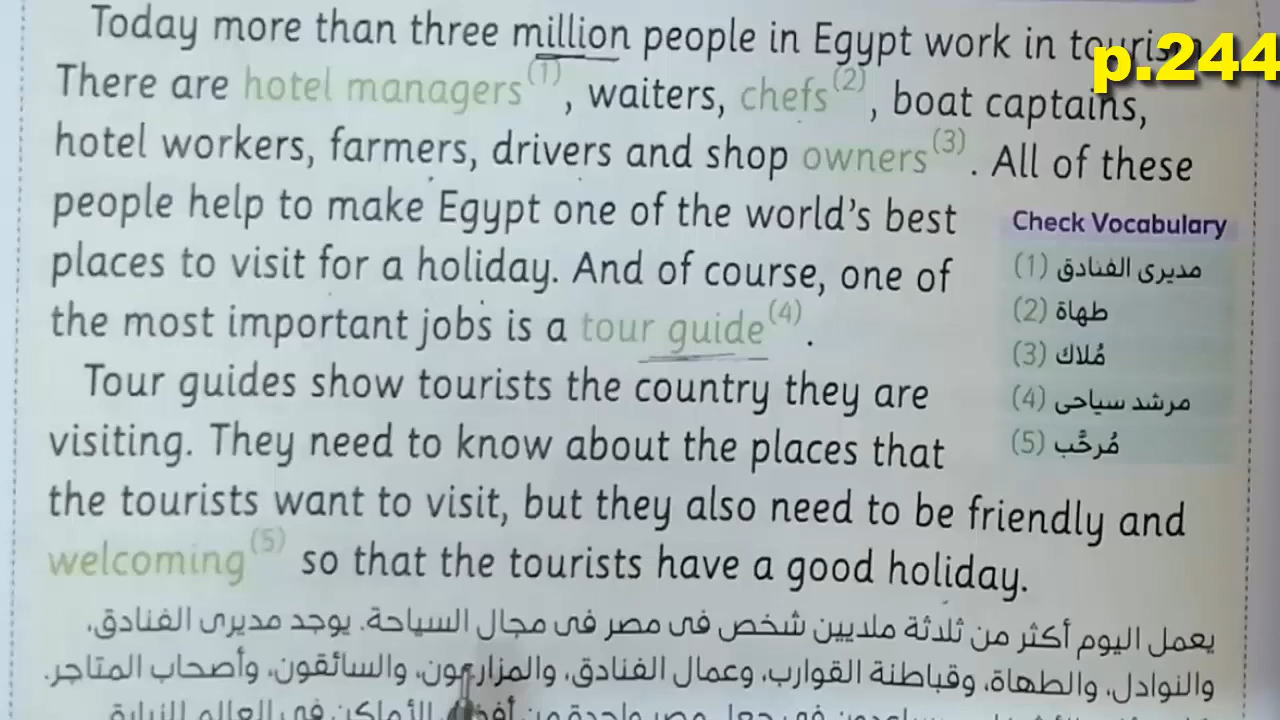 Today more than three million people in Egypt work in tourism
p.244
There are hotel managers(1), waiters, chefs(2), boat captains,
hotel workers, farmers, drivers and shop owners(3). All of these
people help to make Egypt one of the world's best
places to visit for a holiday. And of course, one of
the most important jobs is a tour guide(4).
Tour guides show tourists the country they are
visiting. They need to know about the places that
the tourists want to visit, but they also need to be friendly and
welcoming(5) so that the tourists have a good holiday.
Check Vocabulary
(1) مديرى الفنادق
(2) طهاة
(3) مُلاك
(4) مرشد سياحى
(5) مُرحِّب
يعمل اليوم أكثر من ثلاثة ملايين شخص فى مصر فى مجال السياحة. يوجد مديرى الفنادق،
والنوادل، والطهاة، وقباطنة القوارب، وعمال الفنادق، والمزارعون، والسائقون، وأصحاب المتاجر.
مصر واحدة من الأماكن فى العالم للزيارة